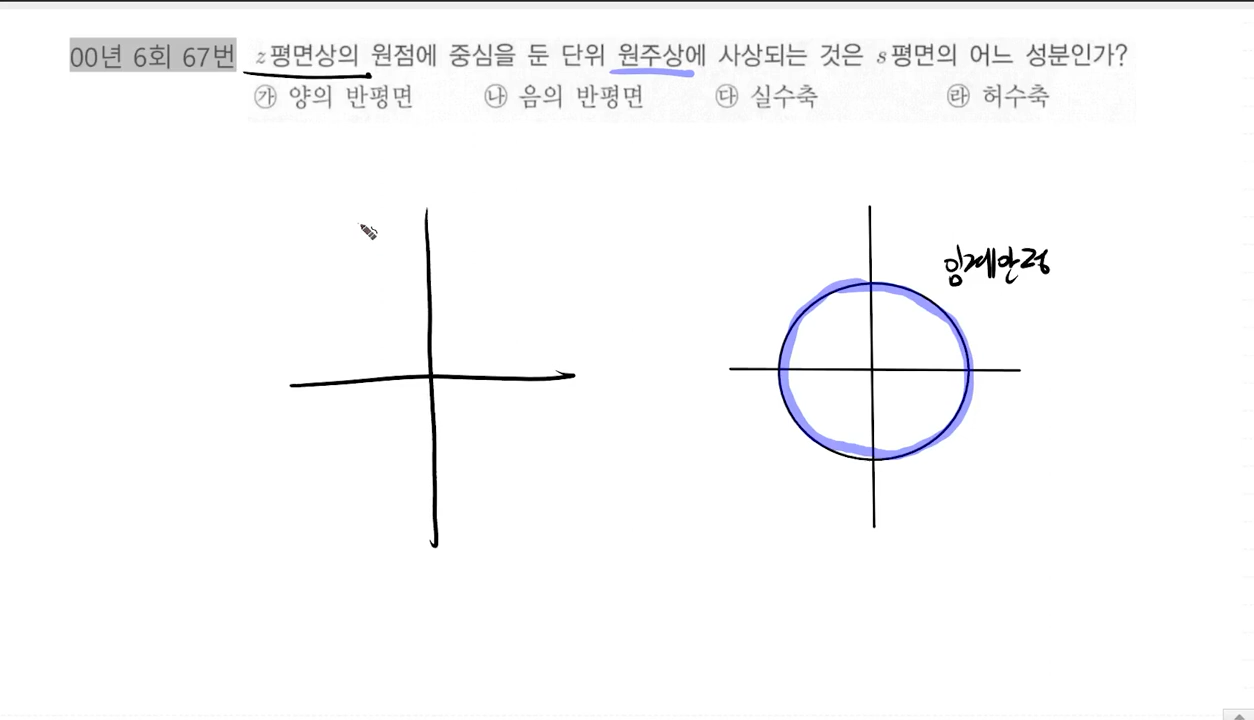 00년 6회 67번 z평면상의 원점에 중심을 둔 단위 원주상에 사상되는 것은 s평면의 어느 성분인가?
㉮ 양의 반평면 ㉯ 음의 반평면 ㉰ 실수축 ㉱ 허수축
임계안정